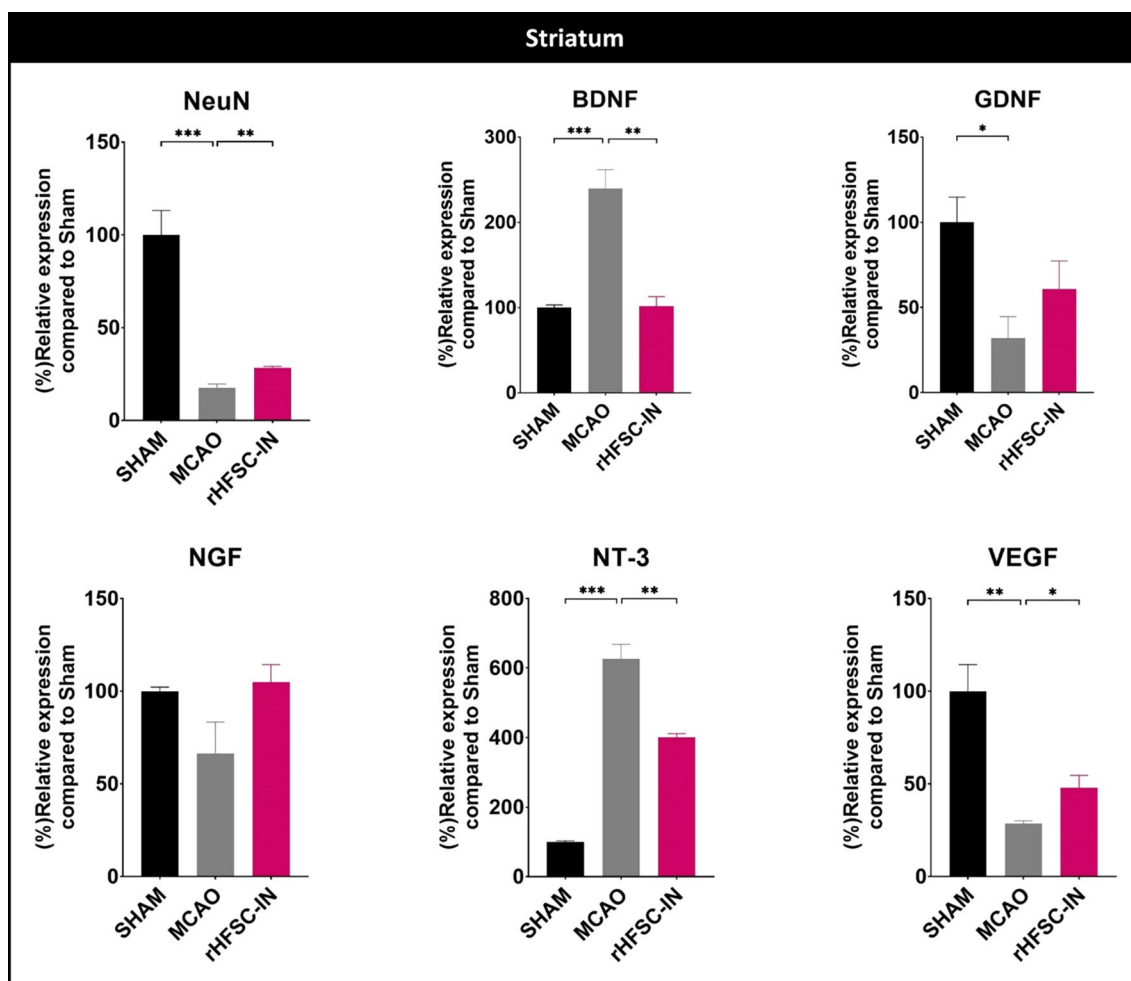 Striatum
NeuN
(%)Relative expression
compared to Sham
150
100
50
0
*** **
SHAM
MCAO
rHFSC-IN
BDNF
(%)Relative expression
compared to Sham
300
200
100
0
*** **
SHAM
MCAO
rHFSC-IN
GDNF
(%)Relative expression
compared to Sham
150
100
50
0
*
SHAM
MCAO
rHFSC-IN
NGF
(%)Relative expression
compared to Sham
150
100
50
0
SHAM
MCAO
rHFSC-IN
NT-3
(%)Relative expression
compared to Sham
800
600
400
200
0
*** **
SHAM
MCAO
rHFSC-IN
VEGF
(%)Relative expression
compared to Sham
150
100
50
0
** *
SHAM
MCAO
rHFSC-IN